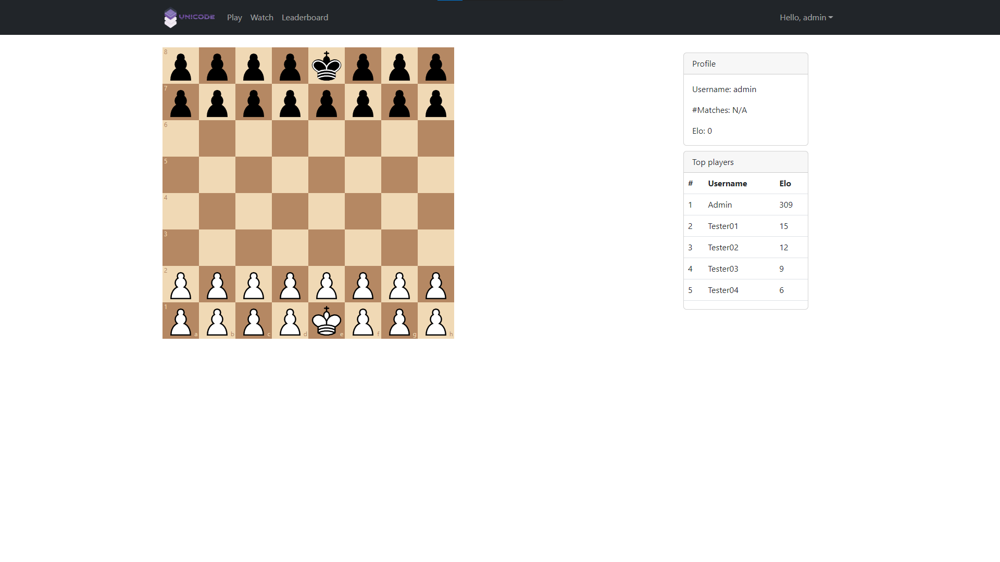 UNICODE Play Watch Leaderboard Hello, admin
8
7
6
5
4
3
2
1
a b c d e f g h
Profile
Username: admin
#Matches: N/A
Elo: 0
Top players
# Username Elo
1 Admin 309
2 Tester01 15
3 Tester02 12
4 Tester03 9
5 Tester04 6